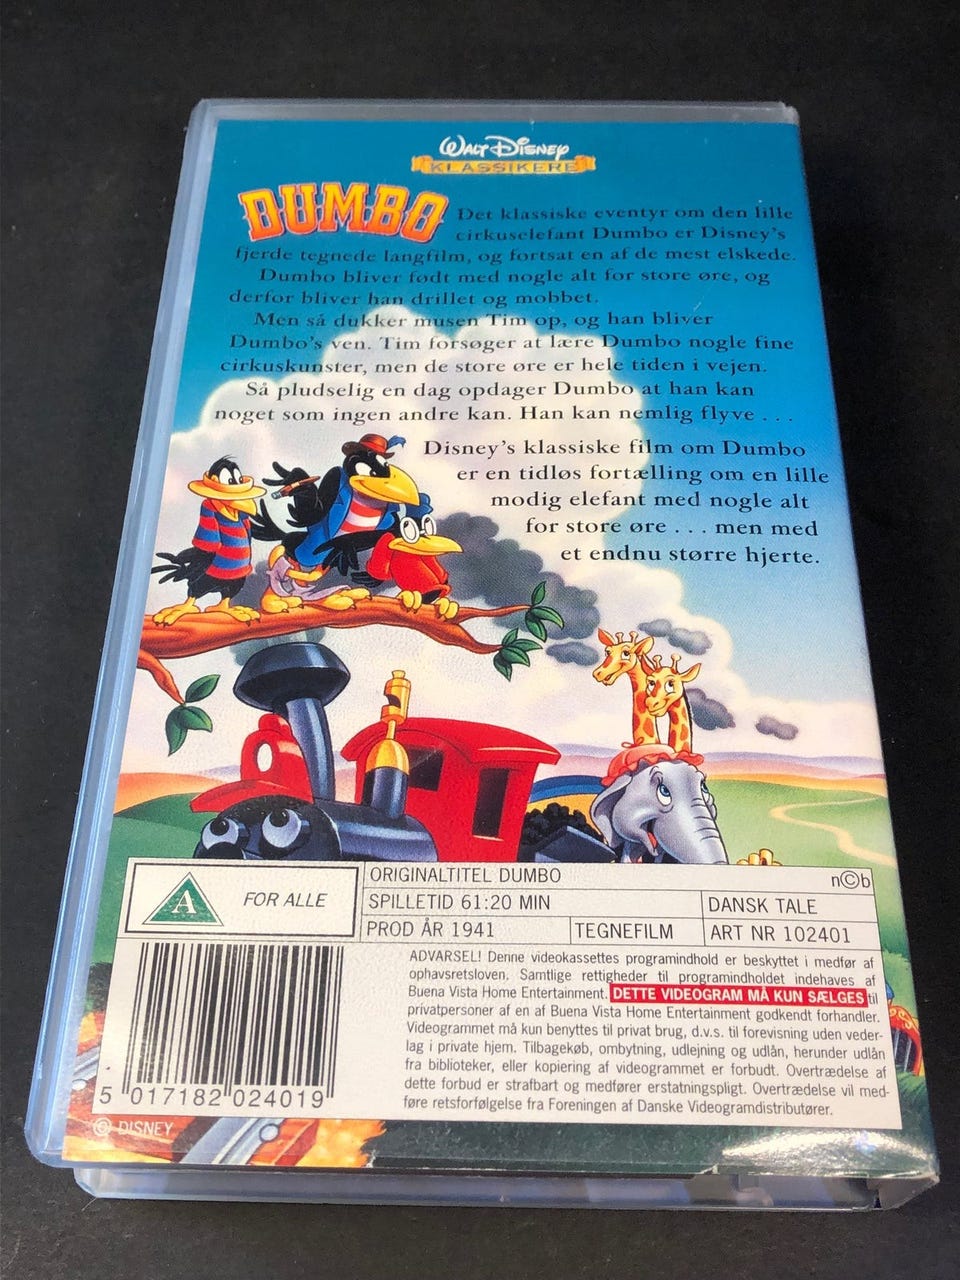 WALT DISNEY
KLASSIKERE
DUMBO
Det klassiske eventyr om den lille
cirkuselefant Dumbo er Disney's
fjerde tegnede langfilm, og fortsat en af de mest elskede.
Dumbo bliver født med nogle alt for store øre, og
derfor bliver han drillet og mobbet.
Men så dukker musen Tim op, og han bliver
Dumbo's ven. Tim forsøger at lære Dumbo nogle fine
cirkuskunster, men de store øre er hele tiden i vejen.
Så pludselig en dag opdager Dumbo at han kan
noget som ingen andre kan. Han kan nemlig flyve . . .
Disney's klassiske film om Dumbo
er en tidløs fortælling om en lille
modig elefant med nogle alt
for store øre . . . men med
et endnu større hjerte.
A FOR ALLE
ORIGINALTITEL DUMBO
n©b
SPILLETID 61:20 MIN
DANSK TALE
PROD ÅR 1941
TEGNEFILM
ART NR 102401
ADVARSEL! Denne videokassettes programindhold er beskyttet i medfør af
ophavsretsloven. Samtlige rettigheder til programindholdet indehaves af
Buena Vista Home Entertainment. DETTE VIDEOGRAM MÅ KUN SÆLGES til
privatpersoner af en af Buena Vista Home Entertainment godkendt forhandler.
Videogrammet må kun benyttes til privat brug, d.v.s. til forevisning uden veder-
lag i private hjem. Tilbagekøb, ombytning, udlejning og udlån, herunder udlån
fra biblioteker, eller kopiering af videogrammet er forbudt. Overtrædelse af
dette forbud er strafbart og medfører erstatningspligt. Overtrædelse vil med-
føre retsforfølgelse fra Foreningen af Danske Videogramdistributører.
5 017182 024019
© DISNEY